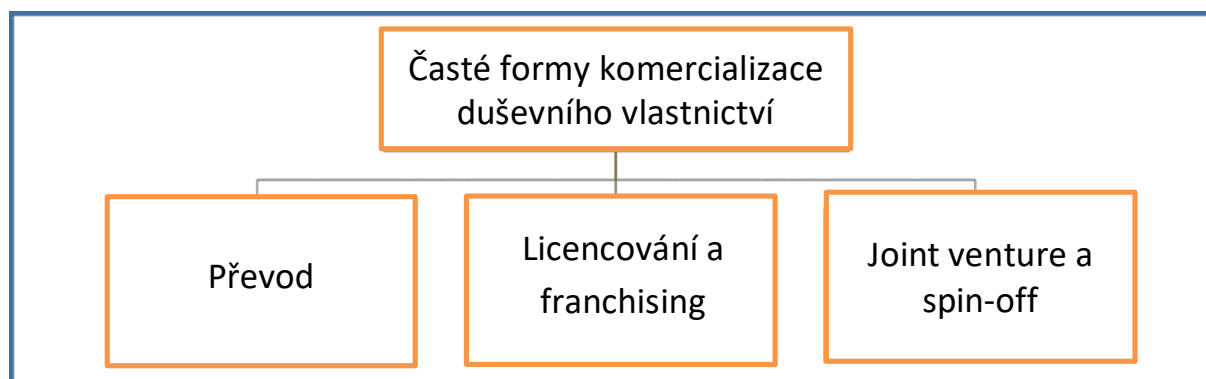 Časté formy komercializace
duševního vlastnictví
Převod
Licencování a
franchising
Joint venture a
spin-off